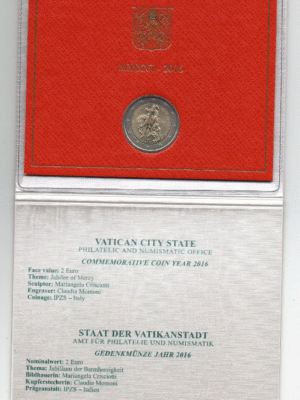 MMXVI - 2016
VATICAN CITY STATE
PHILATELIC AND NUMISMATIC OFFICE
COMMEMORATIVE COIN YEAR 2016
Face value: 2 Euro
Theme: Jubilee of Mercy
Sculptor: Mariangela Crisciotti
Engraver: Claudia Momoni
Coinage: IPZS – Italy
STAAT DER VATIKANSTADT
AMT FÜR PHILATELIE UND NUMISMATIK
GEDENKMÜNZE JAHR 2016
Nominalwert: 2 Euro
Thema: Jubiläum der Barmherzigkeit
Bildhauerin: Mariangela Crisciotti
Kupferstecherin: Claudia Momoni
Prägeanstalt: IPZS – Italien